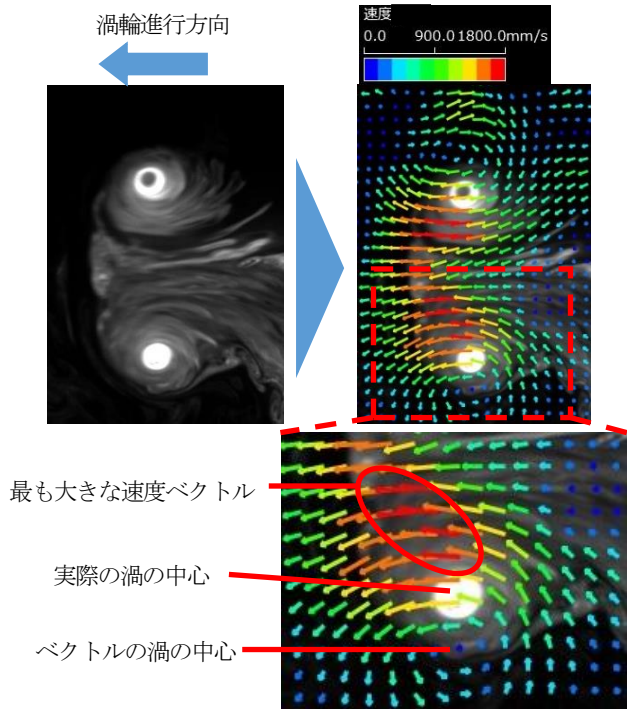 渦輪進行方向
速度
0.0 900.0 1800.0mm/s
最も大きな速度ベクトル
実際の渦の中心
ベクトルの渦の中心